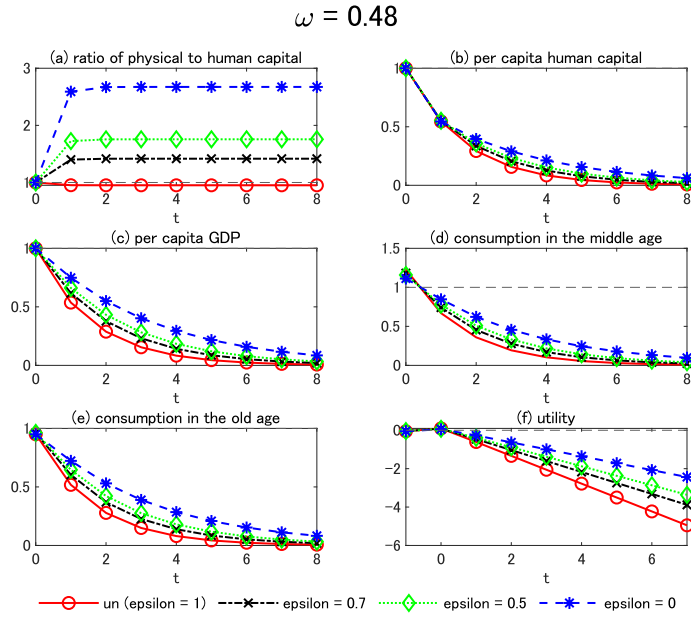 ω = 0.48
(a) ratio of physical to human capital
3
2
1
0 2 4 6 8
t
(b) per capita human capital
1
0.5
0
0 2 4 6 8
t
(c) per capita GDP
1
0.5
0
0 2 4 6 8
t
(d) consumption in the middle age
1.5
1
0.5
0
0 2 4 6 8
t
(e) consumption in the old age
1
0.5
0
0 2 4 6 8
t
(f) utility
0
-2
-4
-6
0 2 4 6
t
un (epsilon = 1) epsilon = 0.7 epsilon = 0.5 epsilon = 0